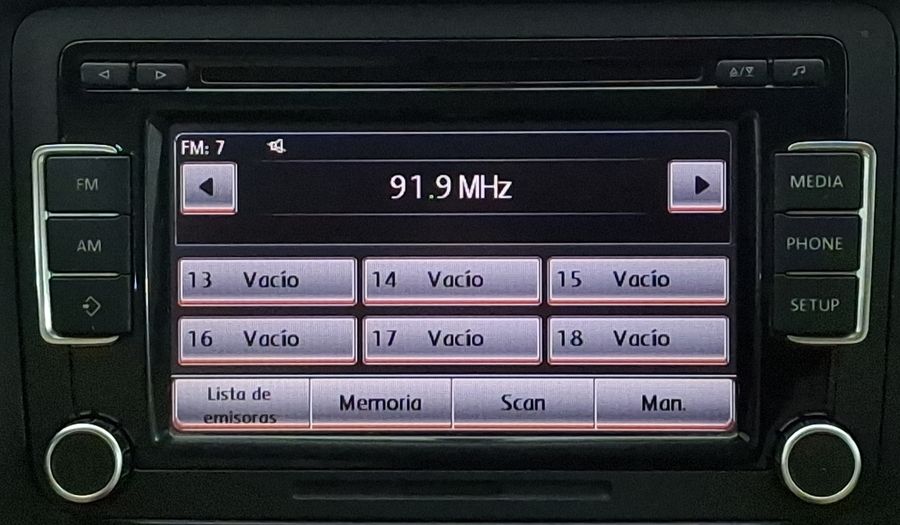 FM: 7
FM
91.9 MHz
MEDIA
AM
PHONE
13 Vacío
14 Vacío
15 Vacío
SETUP
16 Vacío
17 Vacío
18 Vacío
Lista de
emisoras
Memoria
Scan
Man.